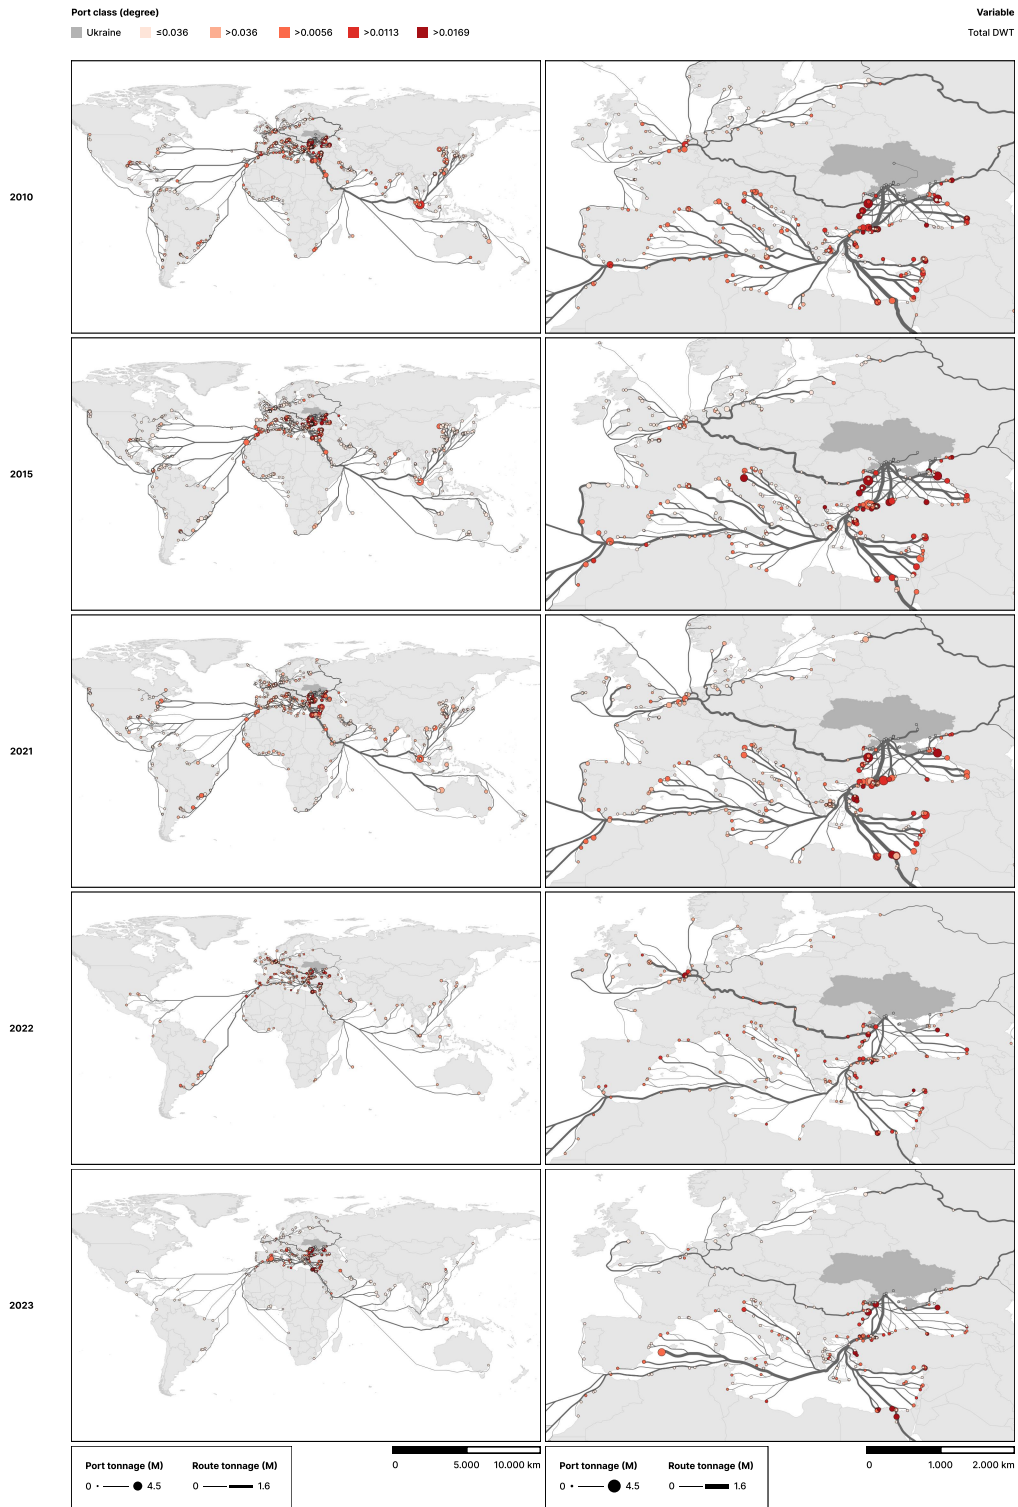 Port class (degree)
Variable
Ukraine ≤0.036 >0.036 >0.0056 >0.0113 >0.0169
Total DWT
2010
2015
2021
2022
2023
Port tonnage (M) Route tonnage (M)
0 4.5 0 1.6
0 5.000 10.000 km
Port tonnage (M) Route tonnage (M)
0 4.5 0 1.6
0 1.000 2.000 km